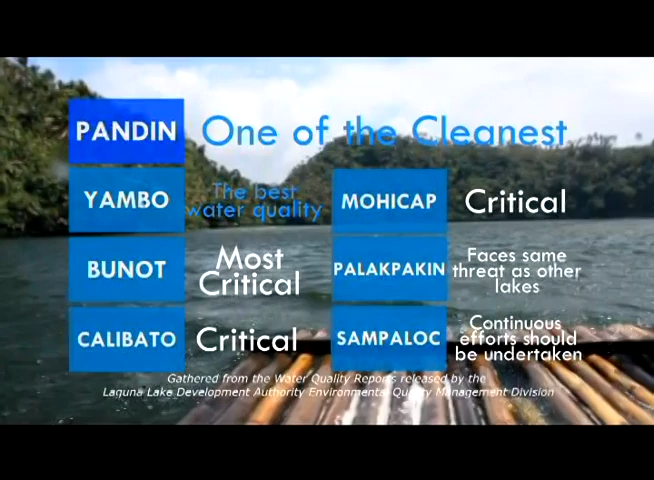 PANDIN One of the Cleanest
YAMBO
The best
water quality
MOHICAP Critical
BUNOT
Most
Critical
PALAKPAKIN
Faces same
threat as other
lakes
CALIBATO Critical
SAMPALOC
Continuous
efforts should
be undertaken
Gathered from the Water Quality Reports released by the
Laguna Lake Development Authority Environmental Quality Management Division